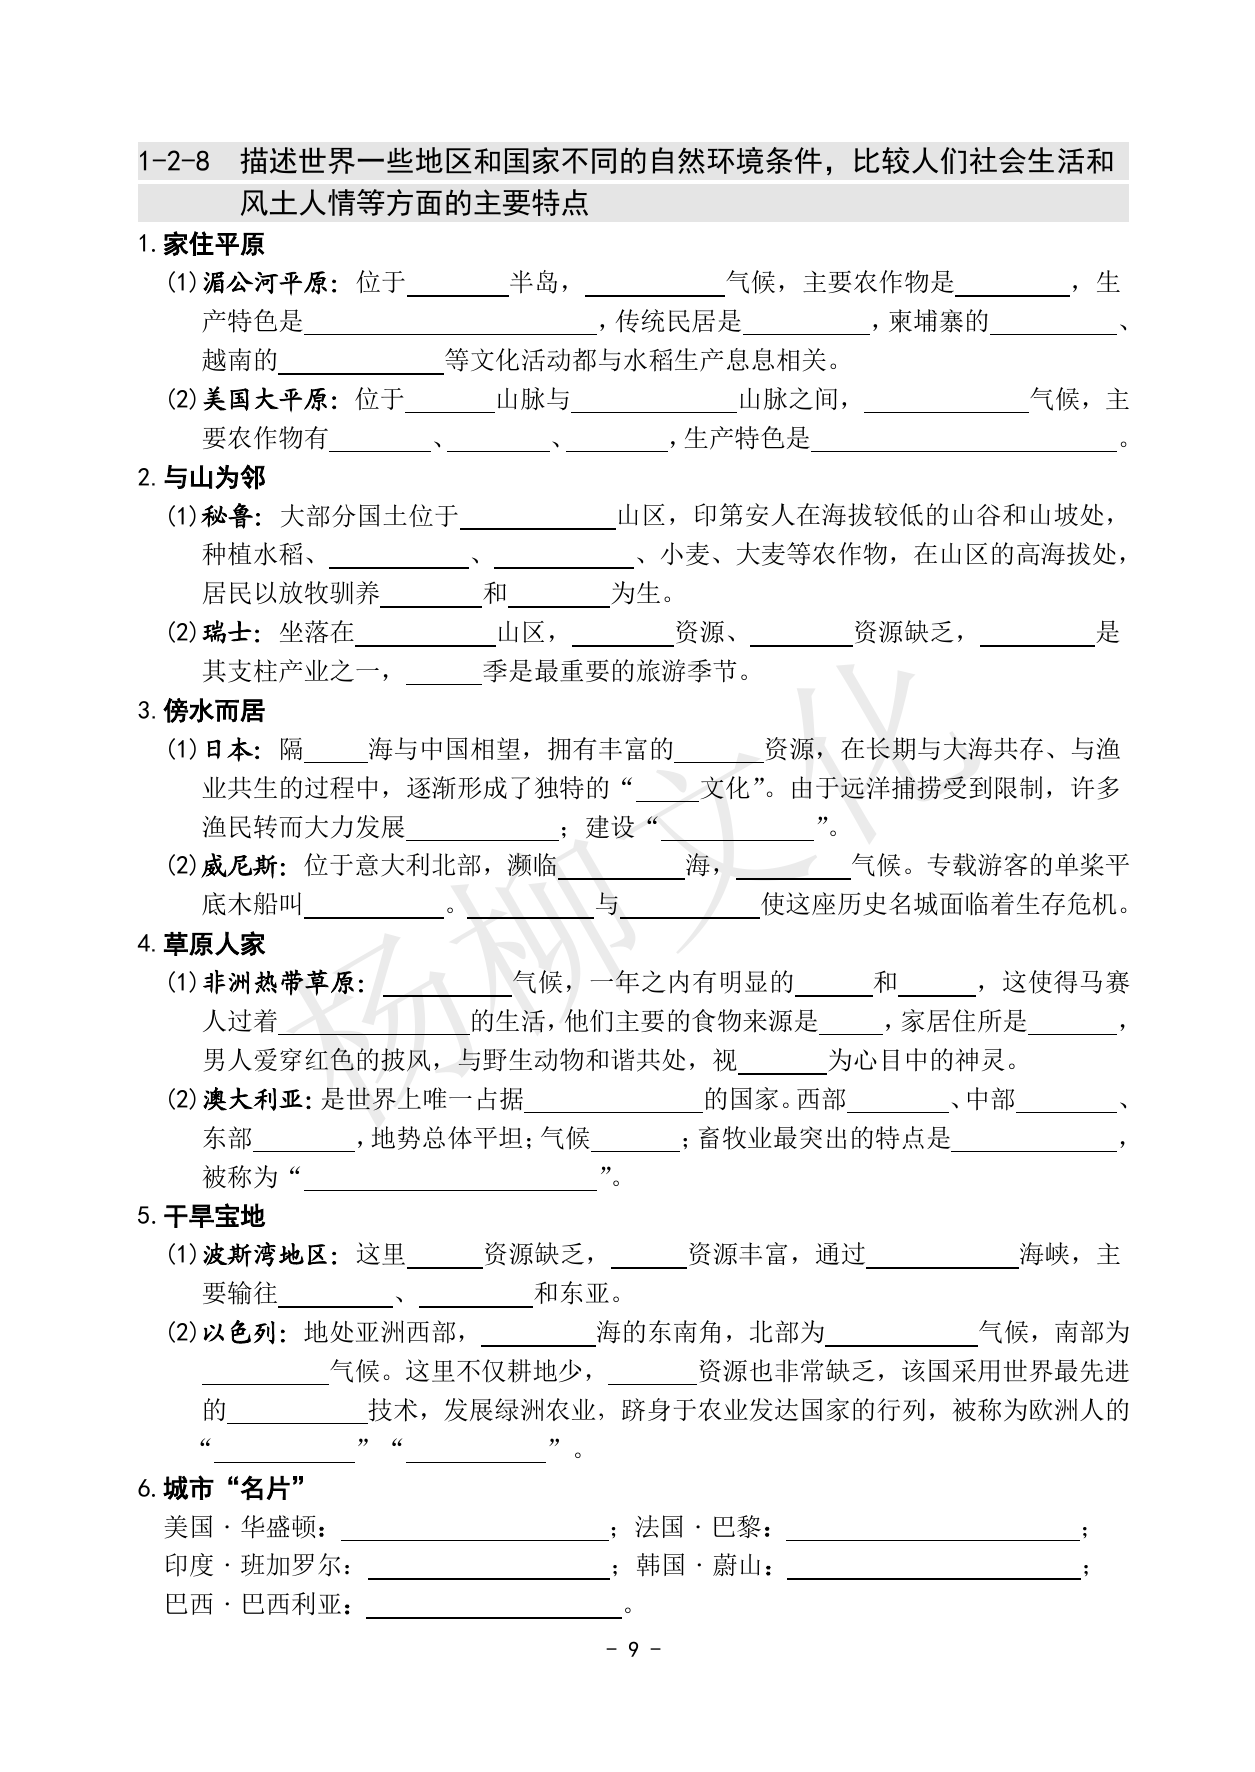 1-2-8 描述世界一些地区和国家不同的自然环境条件，比较人们社会生活和
风土人情等方面的主要特点
1. 家住平原
(1)湄公河平原：位于________半岛，___________气候，主要农作物是_________，生
产特色是_______________________，传统民居是__________，柬埔寨的__________、
越南的_____________等文化活动都与水稻生产息息相关。
(2)美国大平原：位于_______山脉与_____________山脉之间，_____________气候，主
要农作物有________、________、________，生产特色是________________________。
2. 与山为邻
(1)秘鲁：大部分国土位于____________山区，印第安人在海拔较低的山谷和山坡处，
种植水稻、___________、___________、小麦、大麦等农作物，在山区的高海拔处，
居民以放牧驯养________和________为生。
(2)瑞士：坐落在___________山区，________资源、________资源缺乏，_________是
其支柱产业之一，______季是最重要的旅游季节。
3. 傍水而居
(1)日本：隔_____海与中国相望，拥有丰富的_______资源，在长期与大海共存、与渔
业共生的过程中，逐渐形成了独特的“_____文化”。由于远洋捕捞受到限制，许多
渔民转而大力发展____________；建设“____________”。
(2)威尼斯：位于意大利北部，濒临__________海，_________气候。专载游客的单桨平
底木船叫___________。__________与___________使这座历史名城面临着生存危机。
4. 草原人家
(1)非洲热带草原：__________气候，一年之内有明显的______和______，这使得马赛
人过着_______________的生活，他们主要的食物来源是_____，家居住所是_______，
男人爱穿红色的披风，与野生动物和谐共处，视_______为心目中的神灵。
(2)澳大利亚：是世界上唯一占据______________的国家。西部________、中部________、
东部________，地势总体平坦；气候_______；畜牧业最突出的特点是_____________，
被称为“_______________________”。
5. 干旱宝地
(1)波斯湾地区：这里______资源缺乏，______资源丰富，通过____________海峡，主
要输往_________、_________和东亚。
(2)以色列：地处亚洲西部，_________海的东南角，北部为____________气候，南部为
__________气候。这里不仅耕地少，_______资源也非常缺乏，该国采用世界最先进
的___________技术，发展绿洲农业，跻身于农业发达国家的行列，被称为欧洲人的
“___________”“___________”。
6. 城市“名片”
美国·华盛顿：_____________________；法国·巴黎：_______________________；
印度·班加罗尔：___________________；韩国·蔚山：_______________________；
巴西·巴西利亚：____________________。
- 9 -
杨柳文化